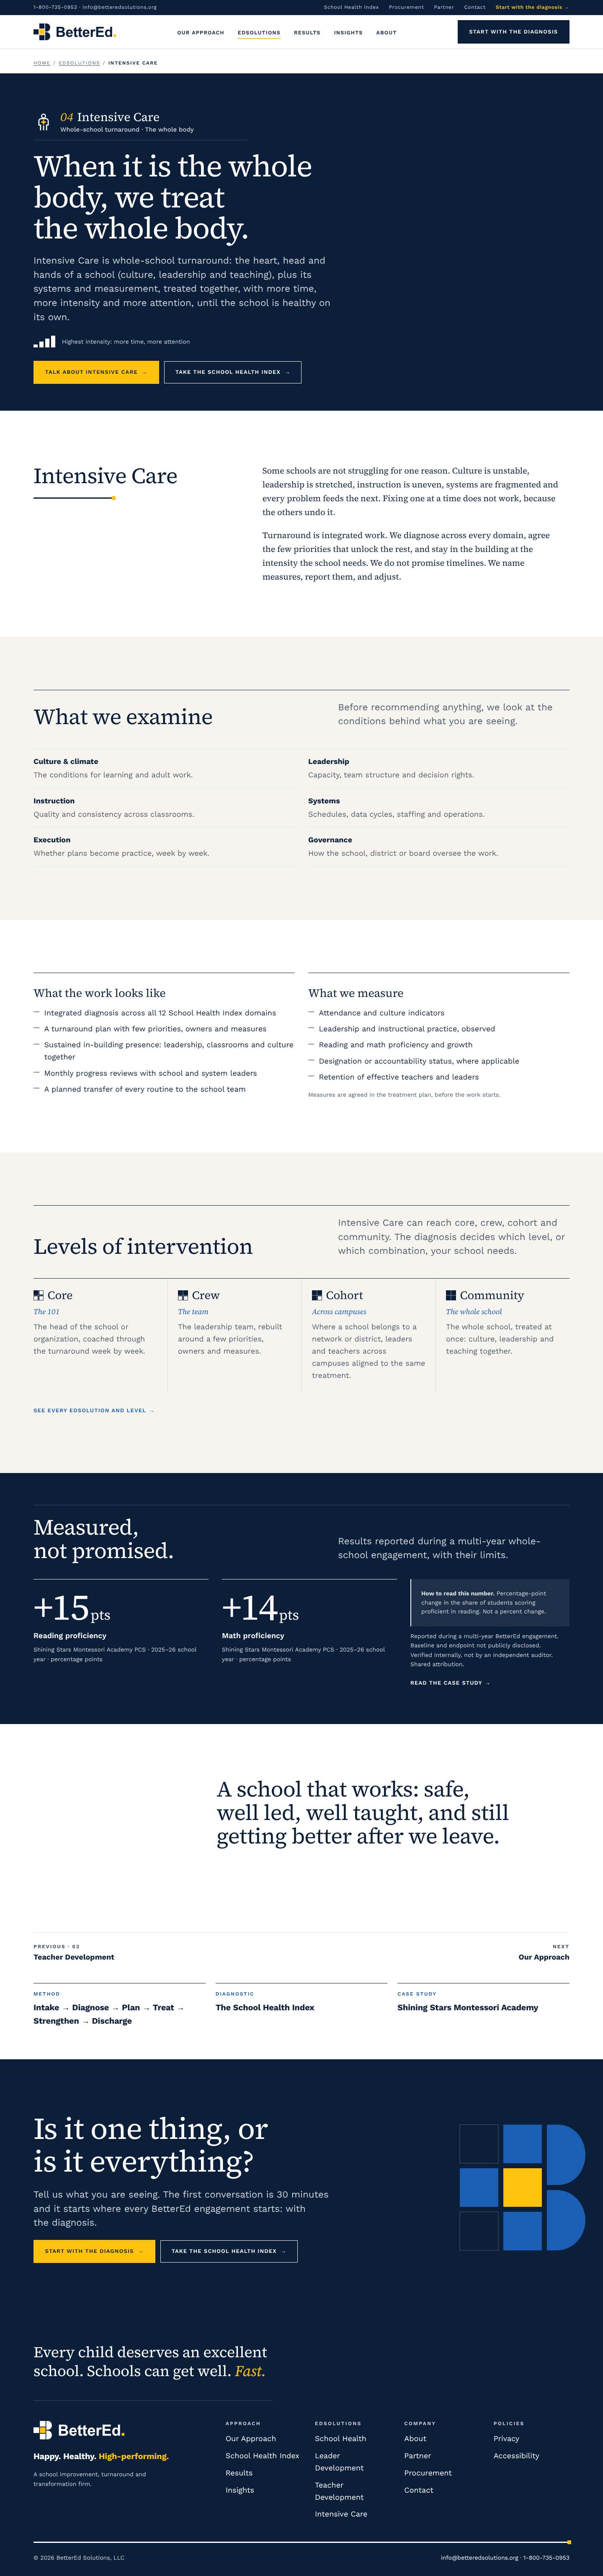 1-800-735-0953 · info@betteredsolutions.org
School Health Index Procurement Partner Contact Start with the diagnosis →
BetterEd.
OUR APPROACH EDSOLUTIONS RESULTS INSIGHTS ABOUT
START WITH THE DIAGNOSIS
HOME / EDSOLUTIONS / INTENSIVE CARE
04 Intensive Care
Whole-school turnaround · The whole body
When it is the whole
body, we treat
the whole body.
Intensive Care is whole-school turnaround: the heart, head and
hands of a school (culture, leadership and teaching), plus its
systems and measurement, treated together, with more time,
more intensity and more attention, until the school is healthy on
its own.
Highest intensity: more time, more attention
TALK ABOUT INTENSIVE CARE →
TAKE THE SCHOOL HEALTH INDEX →
Intensive Care
Some schools are not struggling for one reason. Culture is unstable,
leadership is stretched, instruction is uneven, systems are fragmented and
every problem feeds the next. Fixing one at a time does not work, because
the others undo it.
Turnaround is integrated work. We diagnose across every domain, agree
the few priorities that unlock the rest, and stay in the building at the
intensity the school needs. We do not promise timelines. We name
measures, report them, and adjust.
What we examine
Before recommending anything, we look at the
conditions behind what you are seeing.
Culture & climate
The conditions for learning and adult work.
Leadership
Capacity, team structure and decision rights.
Instruction
Quality and consistency across classrooms.
Systems
Schedules, data cycles, staffing and operations.
Execution
Whether plans become practice, week by week.
Governance
How the school, district or board oversee the work.
What the work looks like
— Integrated diagnosis across all 12 School Health Index domains
— A turnaround plan with few priorities, owners and measures
— Sustained in-building presence: leadership, classrooms and culture
together
— Monthly progress reviews with school and system leaders
— A planned transfer of every routine to the school team
What we measure
— Attendance and culture indicators
— Leadership and instructional practice, observed
— Reading and math proficiency and growth
— Designation or accountability status, where applicable
— Retention of effective teachers and leaders
Measures are agreed in the treatment plan, before the work starts.
Levels of intervention
Intensive Care can reach core, crew, cohort and
community. The diagnosis decides which level, or
which combination, your school needs.
Core
The 101
The head of the school or
organization, coached through
the turnaround week by week.
Crew
The team
The leadership team, rebuilt
around a few priorities,
owners and measures.
Cohort
Across campuses
Where a school belongs to a
network or district, leaders
and teachers across
campuses aligned to the same
treatment.
Community
The whole school
The whole school, treated at
once: culture, leadership and
teaching together.
SEE EVERY EDSOLUTION AND LEVEL →
Measured,
not promised.
Results reported during a multi-year whole-
school engagement, with their limits.
+15 pts
Reading proficiency
Shining Stars Montessori Academy PCS · 2025–26 school
year · percentage points
+14 pts
Math proficiency
Shining Stars Montessori Academy PCS · 2025–26 school
year · percentage points
How to read this number. Percentage-point
change in the share of students scoring
proficient in reading. Not a percent change.
Reported during a multi-year BetterEd engagement.
Baseline and endpoint not publicly disclosed.
Verified internally, not by an independent auditor.
Shared attribution.
READ THE CASE STUDY →
A school that works: safe,
well led, well taught, and still
getting better after we leave.
PREVIOUS · 03
Teacher Development
NEXT
Our Approach
METHOD
Intake → Diagnose → Plan → Treat →
Strengthen → Discharge
DIAGNOSTIC
The School Health Index
CASE STUDY
Shining Stars Montessori Academy
Is it one thing, or
is it everything?
Tell us what you are seeing. The first conversation is 30 minutes
and it starts where every BetterEd engagement starts: with
the diagnosis.
START WITH THE DIAGNOSIS →
TAKE THE SCHOOL HEALTH INDEX →
Every child deserves an excellent
school. Schools can get well. Fast.
BetterEd.
Happy. Healthy. High-performing.
A school improvement, turnaround and
transformation firm.
APPROACH
Our Approach
School Health Index
Results
Insights
EDSOLUTIONS
School Health
Leader
Development
Teacher
Development
Intensive Care
COMPANY
About
Partner
Procurement
Contact
POLICIES
Privacy
Accessibility
© 2026 BetterEd Solutions, LLC
info@betteredsolutions.org · 1-800-735-0953